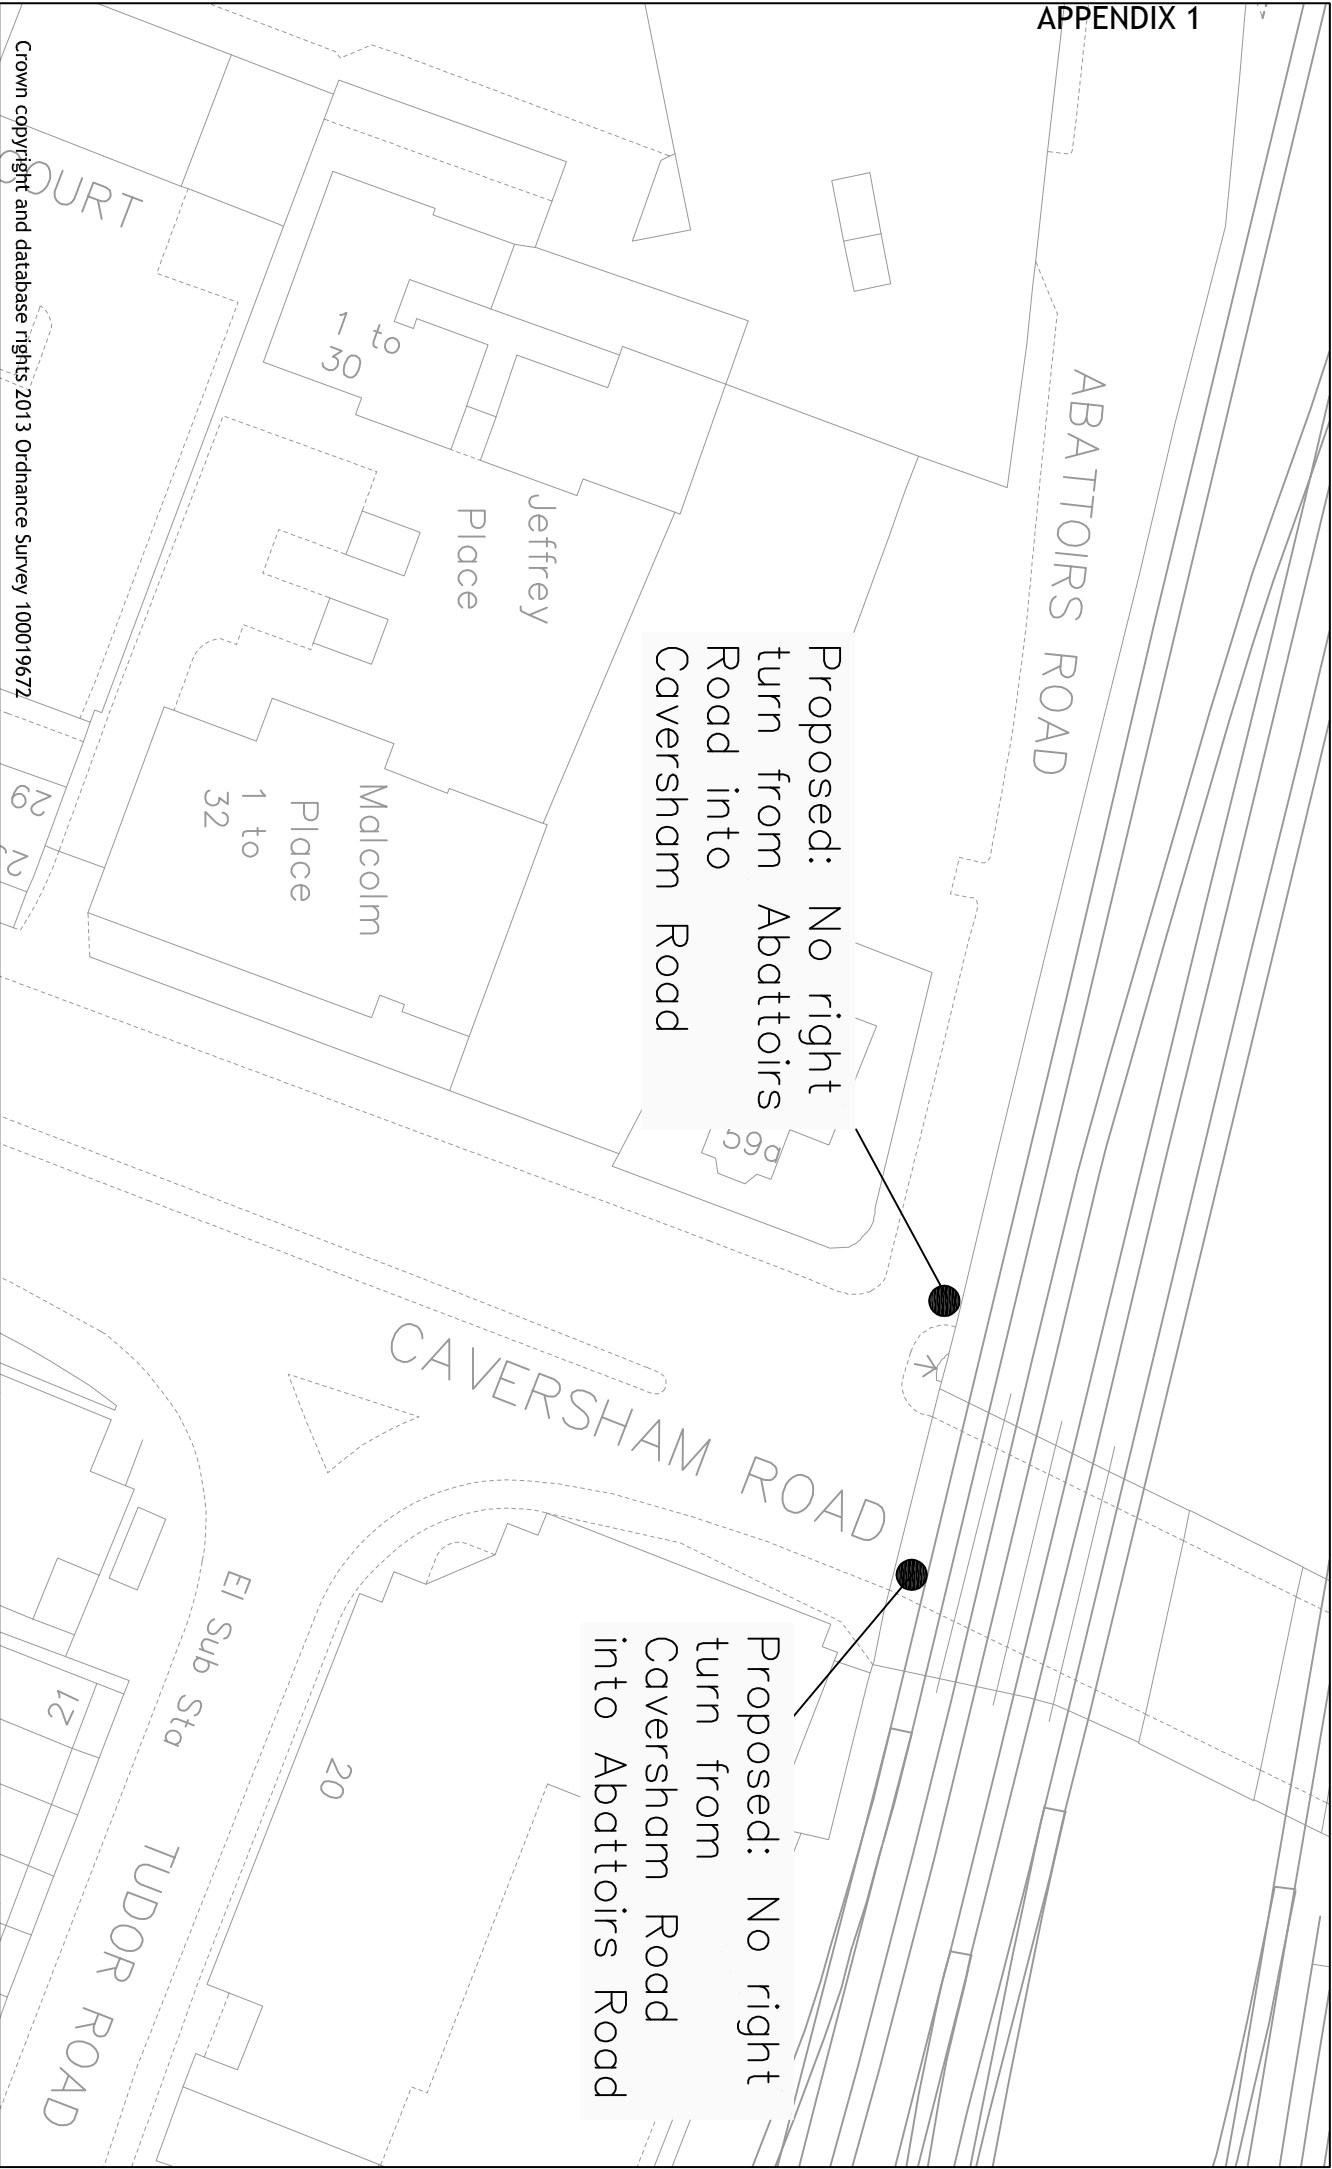 APPENDIX 1
ABATTOIRS ROAD
COURT
1 to
30
Jeffrey
Place
Malcolm
Place
1 to
32
29
Proposed: No right
turn from Abattoirs
Road into
Caversham Road
59a
CAVERSHAM ROAD
Proposed: No right
turn from
Caversham Road
into Abattoirs Road
El Sub Sta
20
21
TUDOR ROAD
Crown copyright and database rights 2013 Ordnance Survey 100019672